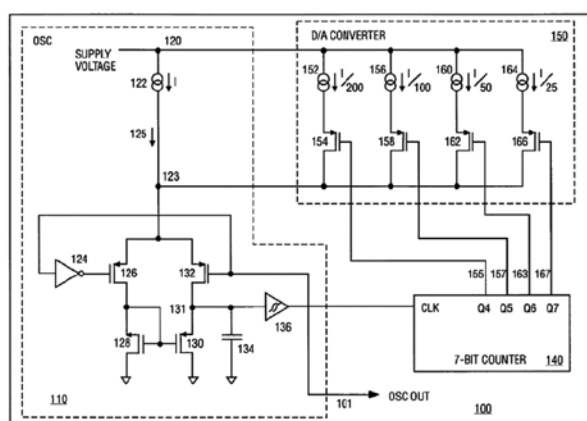 OSC
120
D/A CONVERTER
150
SUPPLY
VOLTAGE
122
I
152
I/200
156
I/100
160
I/50
164
I/25
125
154
158
162
166
123
124
126
132
155
157
163
167
131
CLK
Q4
Q5
Q6
Q7
136
128
130
134
7-BIT COUNTER
140
110
101
OSC OUT
100